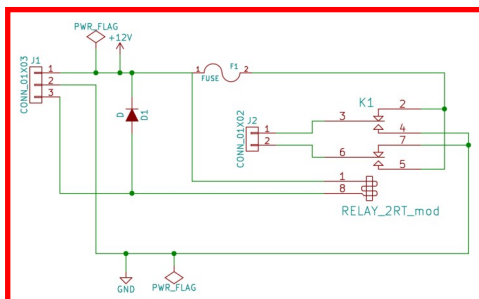 PWR_FLAG
+12V
J1
1
2
3
CONN_01X03
1
F1
2
FUSE
D
D1
J2
1
2
CONN_01X02
K1
3
2
4
7
6
5
1
8
RELAY_2RT_mod
GND
PWR_FLAG